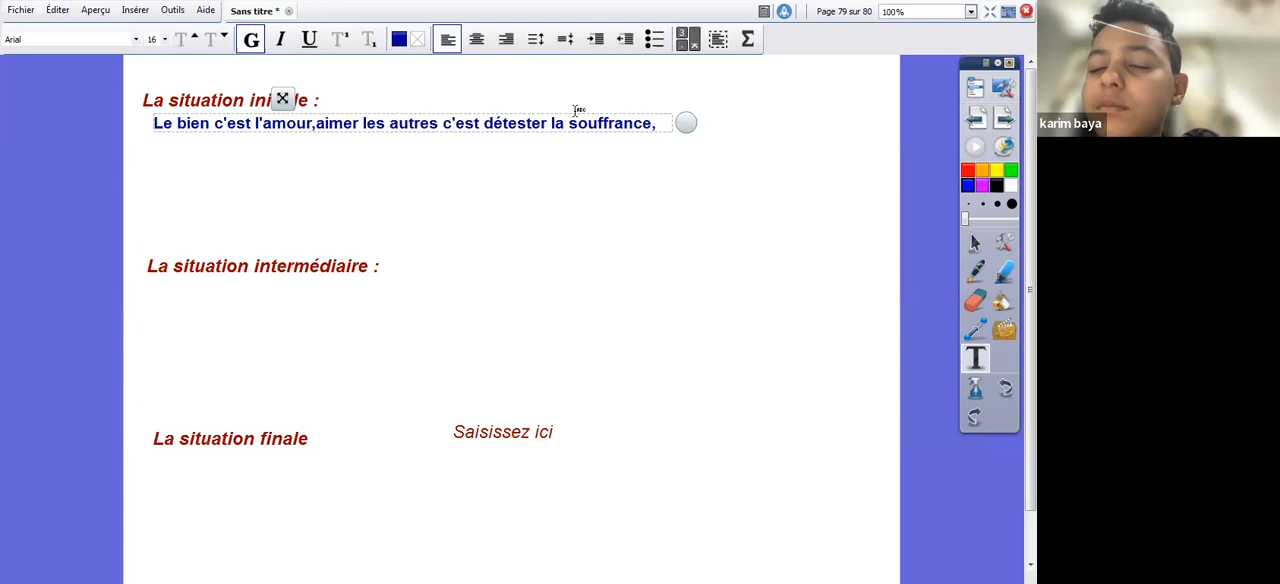 Fichier Éditer Aperçu Insérer Outils Aide Sans titre * Page 79 sur 80 100%
Arial 16 G I U
La situation ini le :
Le bien c'est l'amour,aimer les autres c'est détester la souffrance,
La situation intermédiaire :
La situation finale
Saisissez ici
karim baya